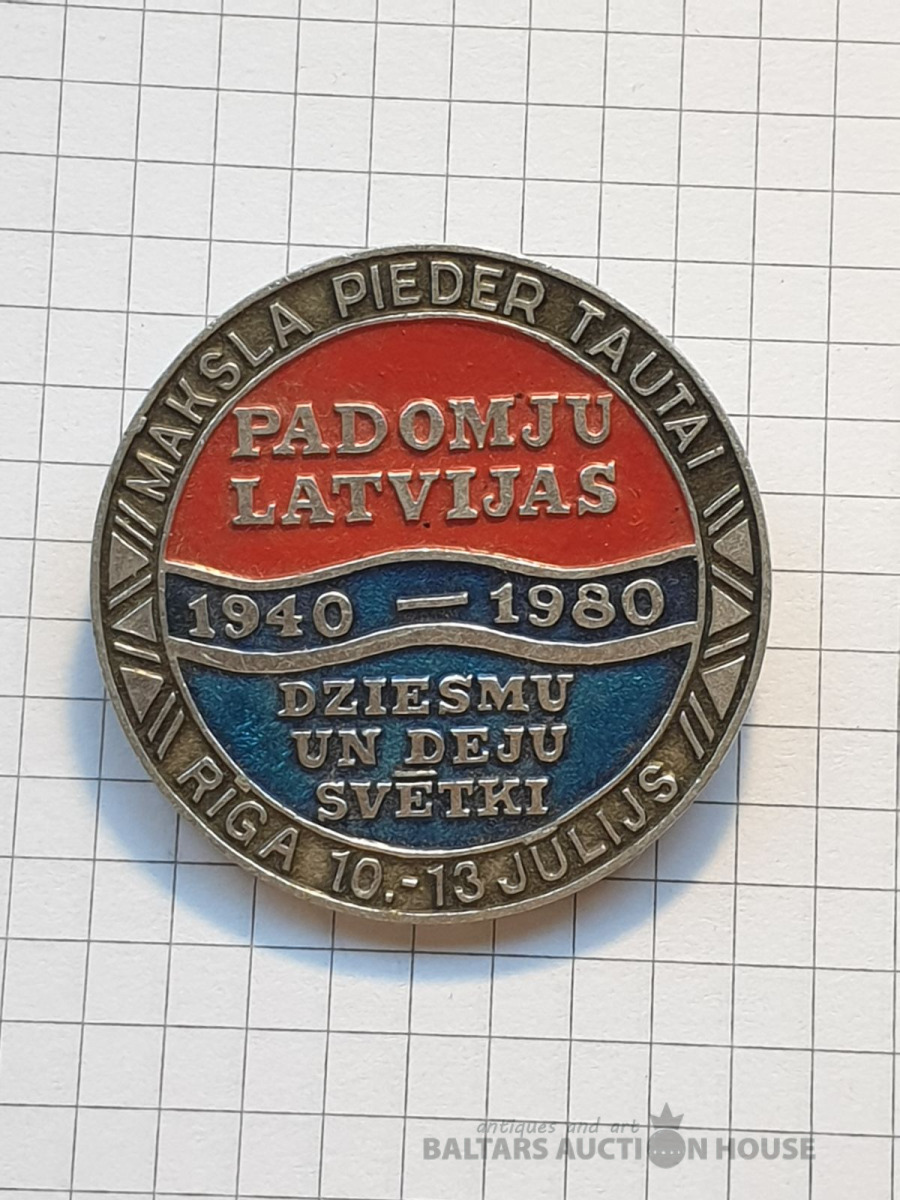 MĀKSLA PIEDER TAUTAI
PADOMJU
LATVIJAS
1940 — 1980
DZIESMU
UN DEJU
SVĒTKI
RĪGA 10.-13 JŪLIJS
antiques and art
BALTARS AUCTION HOUSE